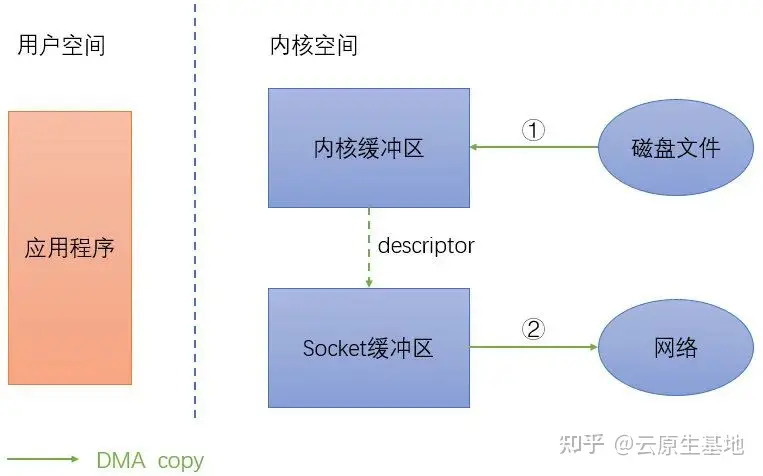 用户空间
内核空间
内核缓冲区
①
磁盘文件
应用程序
descriptor
Socket缓冲区
②
网络
DMA copy
知乎 @云原生基地